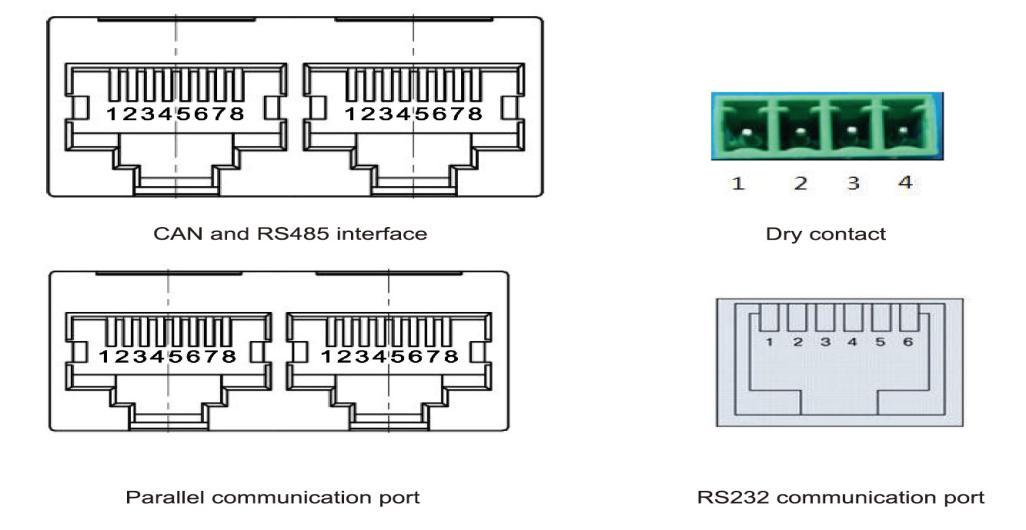 12345678 12345678
1 2 3 4
CAN and RS485 interface
Dry contact
12345678 12345678
1 2 3 4 5 6
Parallel communication port
RS232 communication port